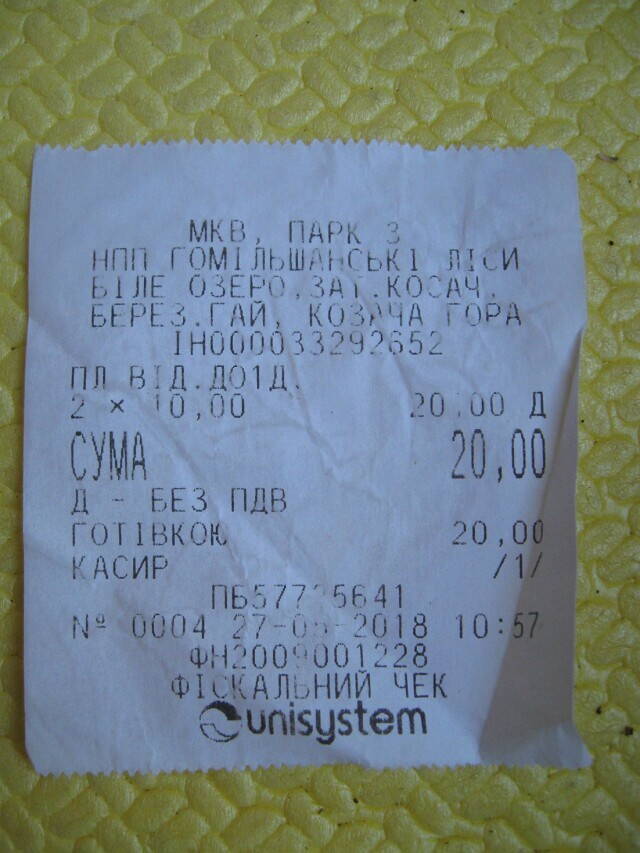 МКВ, ПАРК 3
НПП ГОМІЛЬШАНСЬКІ ЛІСИ
БІЛЕ ОЗЕРО,ЗАТ.КОСАЧ,
БЕРЕЗ.ГАЙ, КОЗАЧА ГОРА
ІН000033292652
ПЛ ВІД.ДО1Д.
2 × 10,00 20,00 Д
СУМА 20,00
Д - БЕЗ ПДВ
ГОТІВКОЮ 20,00
КАСИР /1/
№ 0004 10:57
ФН2009001228
ФІСКАЛЬНИЙ ЧЕК
unisystem